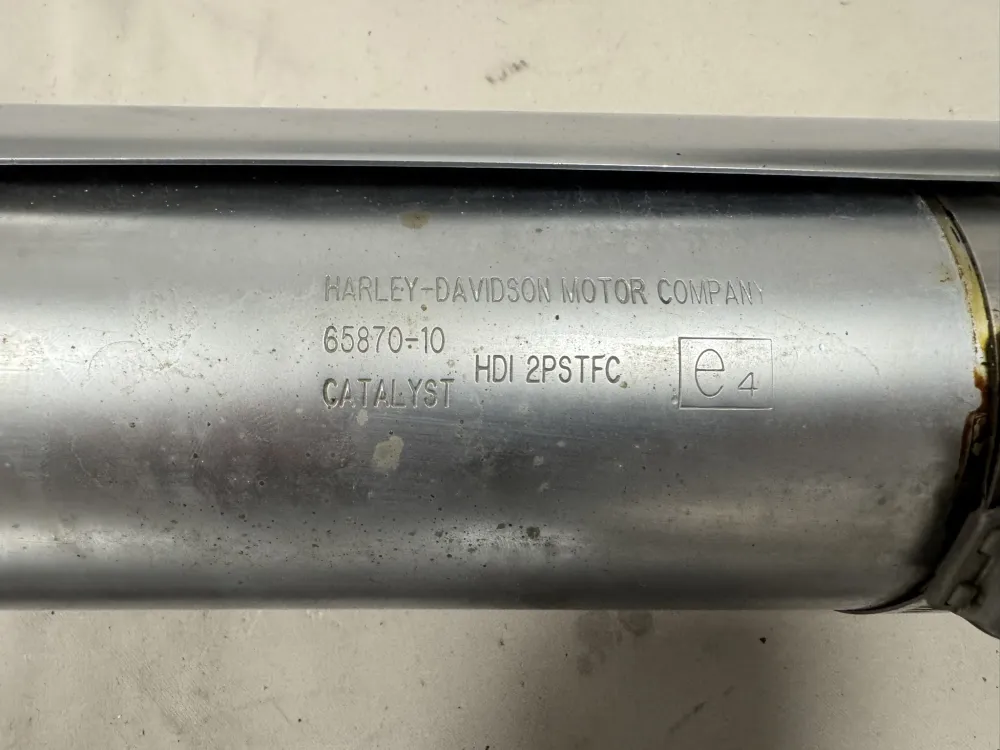 HARLEY-DAVIDSON MOTOR COMPANY
65870-10
HDI 2PSTFC
CATALYST
e4